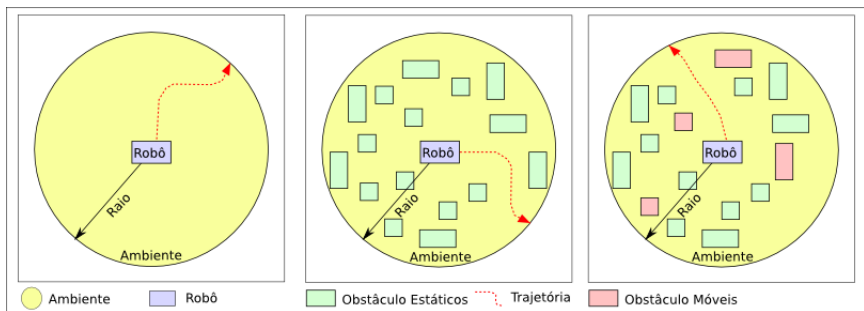 Robô
Raio
Ambiente
Robô
Raio
Ambiente
Robô
Raio
Ambiente
Ambiente
Robô
Obstâculo Estáticos
Trajetória
Obstâculo Móveis